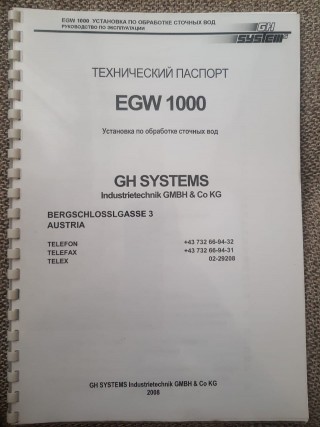 EGW 1000 УСТАНОВКА ПО ОБРАБОТКЕ СТОЧНЫХ ВОД
РУКОВОДСТВО ПО ЭКСПЛУАТАЦИИ
GH
SYSTEMS
ТЕХНИЧЕСКИЙ ПАСПОРТ
EGW 1000
Установка по обработке сточных вод
GH SYSTEMS
Industrietechnik GMBH & Co KG
BERGSCHLOSSLGASSE 3
AUSTRIA
TELEFON +43 732 66-94-32
TELEFAX +43 732 66-94-31
TELEX 02-29208
GH SYSTEMS Industrietechnik GMBH & Co KG
2008